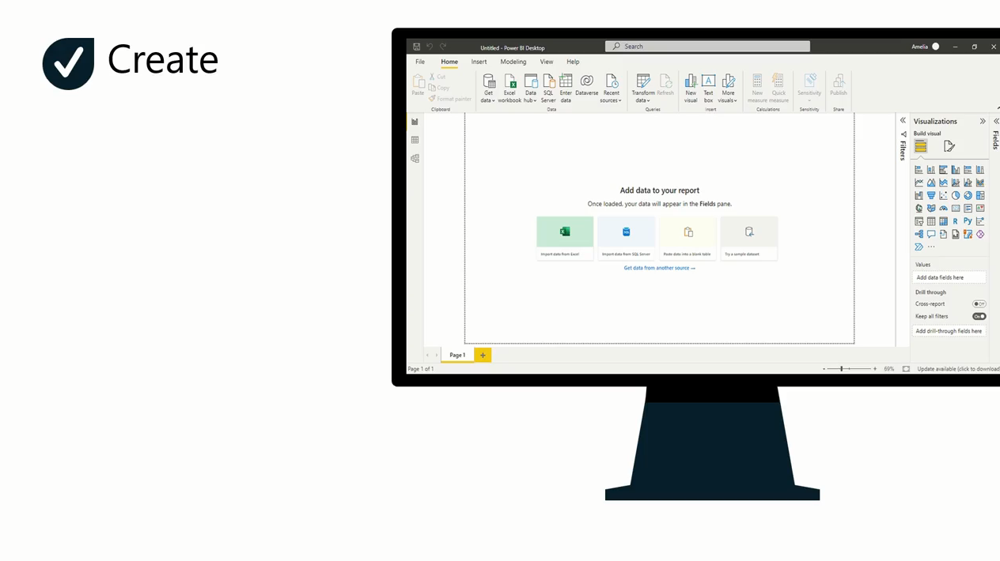 Create
Untitled - Power BI Desktop
Search
Amelia
File Home Insert Modeling View Help
Paste
Cut
Copy
Format painter
Clipboard
Get data
Excel workbook
Data hub
SQL Server
Enter data
Dataverse
Recent sources
Data
Transform data
Refresh
Queries
New visual
Text box
More visuals
Insert
New measure
Quick measure
Calculations
Sensitivity
Sensitivity
Publish
Share
Filters
Visualizations
Build visual
Fields
Add data to your report
Once loaded, your data will appear in the Fields pane.
Import data from Excel
SQL
Import data from SQL Server
Paste data into a blank table
Try a sample dataset
Get data from another source →
R Py
...
Values
Add data fields here
Drill through
Cross-report
Off
Keep all filters
On
Add drill-through fields here
Page 1
+
Page 1 of 1
- + 69%
Update available (click to download